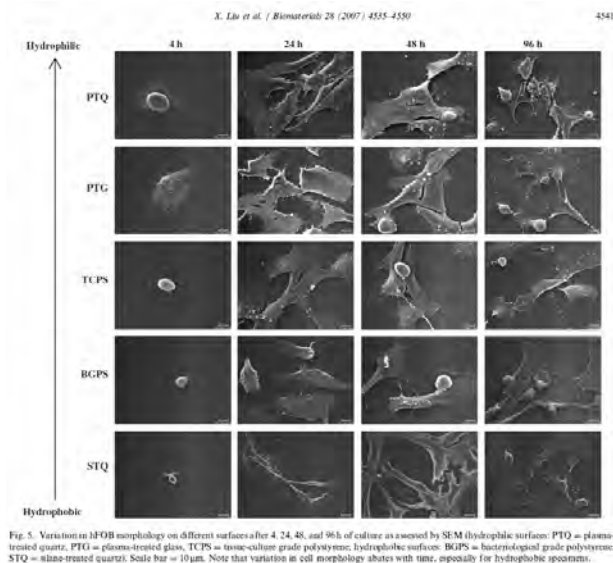 X. Liu et al. / Biomaterials 28 (2007) 4535–4550 4541
Hydrophilic 4 h 24 h 48 h 96 h
PTQ
PTG
TCPS
BGPS
STQ
Hydrophobic
Fig. 5. Variation in hFOB morphology on different surfaces after 4, 24, 48, and 96 h of culture as assessed by SEM (hydrophilic surfaces: PTQ = plasma-
treated quartz, PTG = plasma-treated glass, TCPS = tissue-culture grade polystyrene; hydrophobic surfaces: BGPS = bacteriological grade polystyrene,
STQ = silane-treated quartz). Scale bar = 10 μm. Note that variation in cell morphology abates with time, especially for hydrophobic specimens.